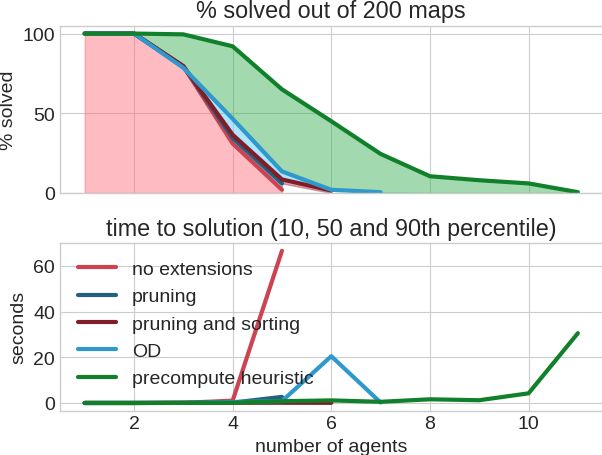 % solved out of 200 maps
100
50
0
% solved
time to solution (10, 50 and 90th percentile)
60
40
20
0
seconds
no extensions
pruning
pruning and sorting
OD
precompute heuristic
2 4 6 8 10
number of agents